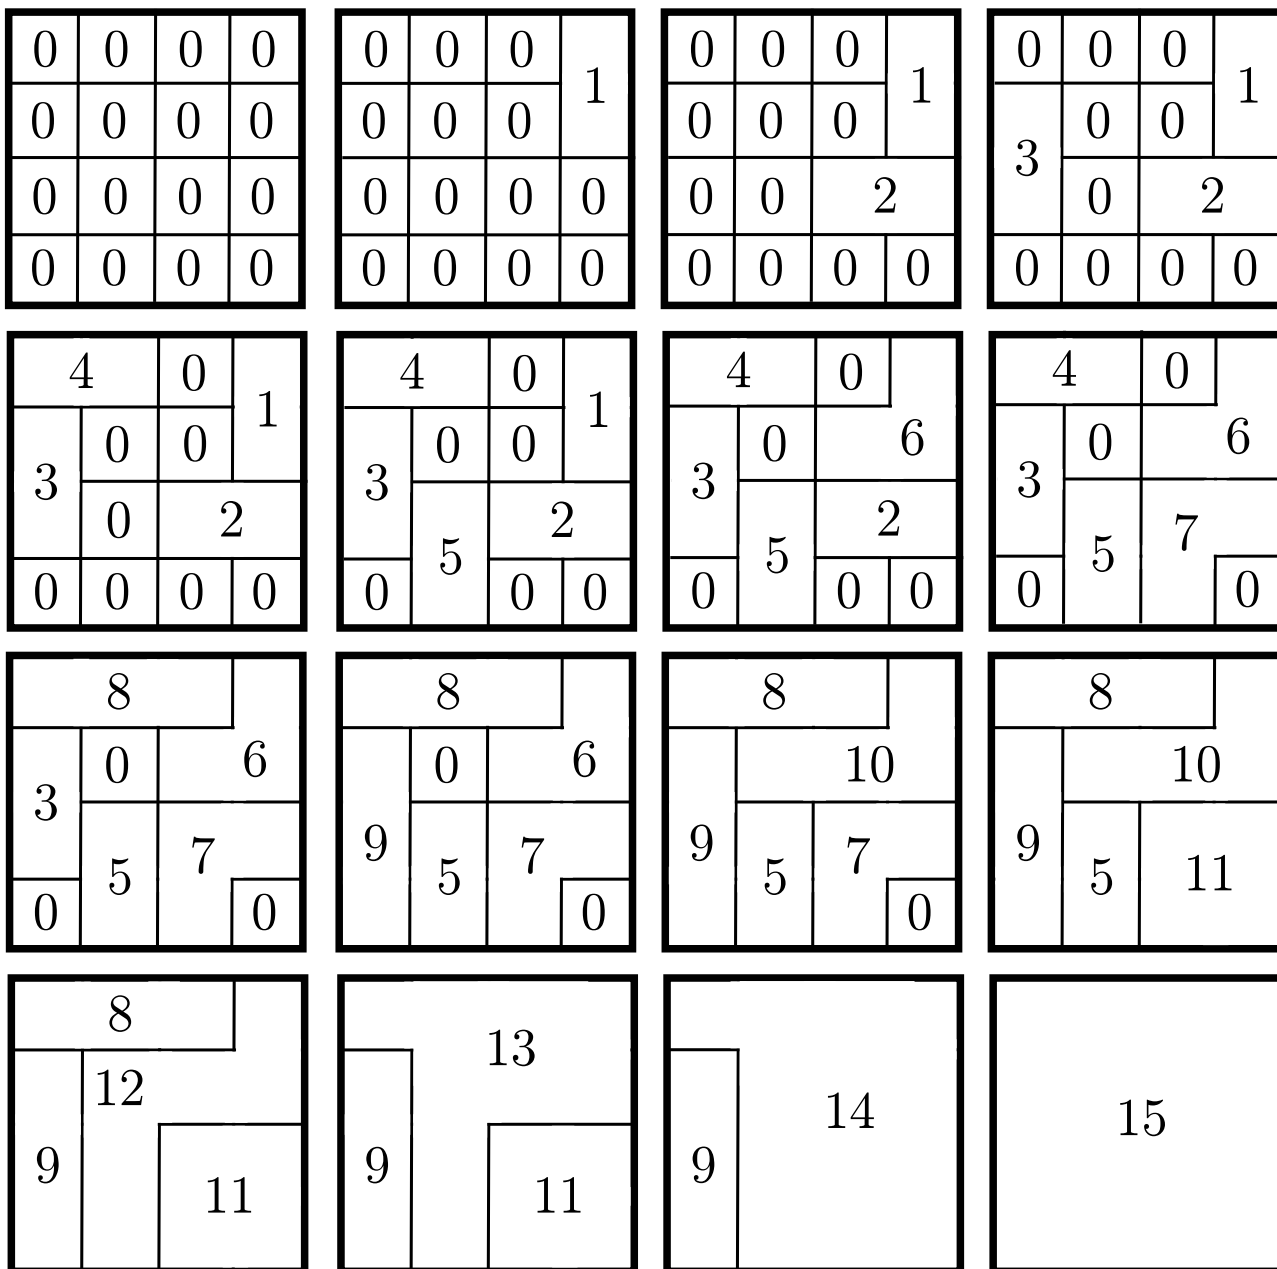 0 0 0 0 0 0 0 0 0 0 0 0 0
1 1 1
0 0 0 0 0 0 0 0 0 0 0 0
3
0 0 0 0 0 0 0 0 0 0 2 0 2
0 0 0 0 0 0 0 0 0 0 0 0 0 0 0 0
4 0 4 0 4 0 4 0
1 1
0 0 0 0 0 6 0 6
3 3 3 3
0 2 2 2 7
5 5 5
0 0 0 0 0 0 0 0 0 0 0 0
8 8 8 8
0 6 0 6 10 10
3 9 9 9
5 7 5 7 5 7 5 11
0 0 0 0
8
13
12 14 15
9 9 9
11 11